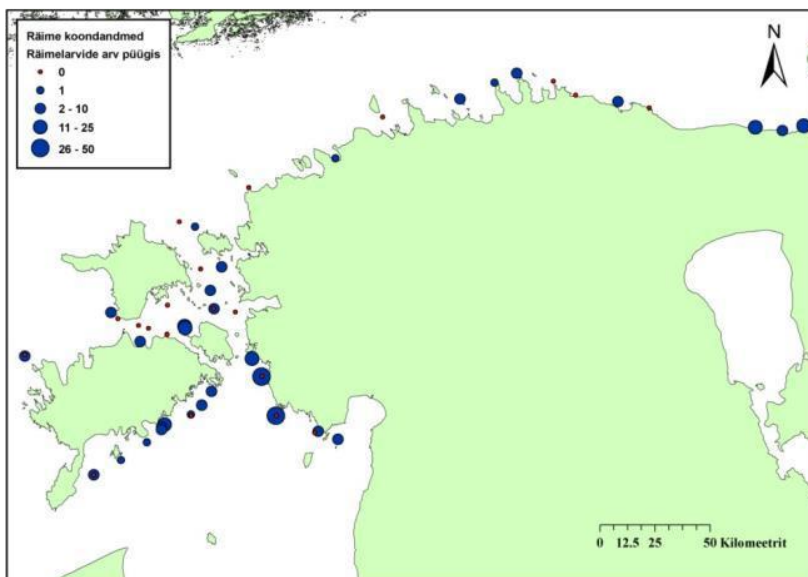 Räime koondandmed
Räimelarvide arv püügis
0
1
2 - 10
11 - 25
26 - 50
N
0 12.5 25 50 Kilomeetrit